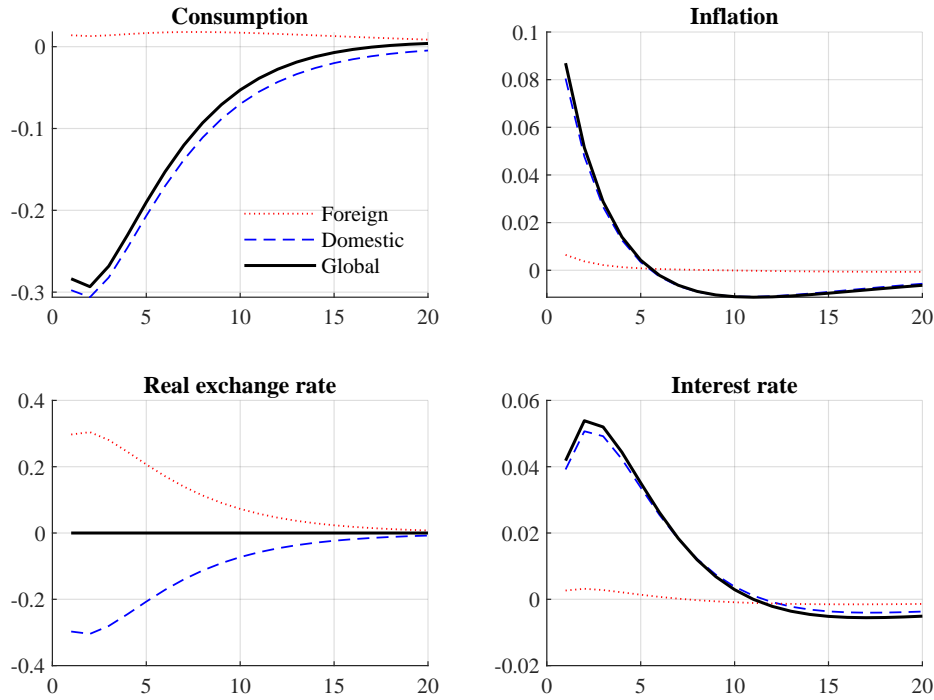 Consumption
0
-0.1
-0.2
-0.3
0 5 10 15 20
Foreign
Domestic
Global
Inflation
0.1
0.08
0.06
0.04
0.02
0
0 5 10 15 20
Real exchange rate
0.4
0.2
0
-0.2
-0.4
0 5 10 15 20
Interest rate
0.06
0.04
0.02
0
-0.02
0 5 10 15 20